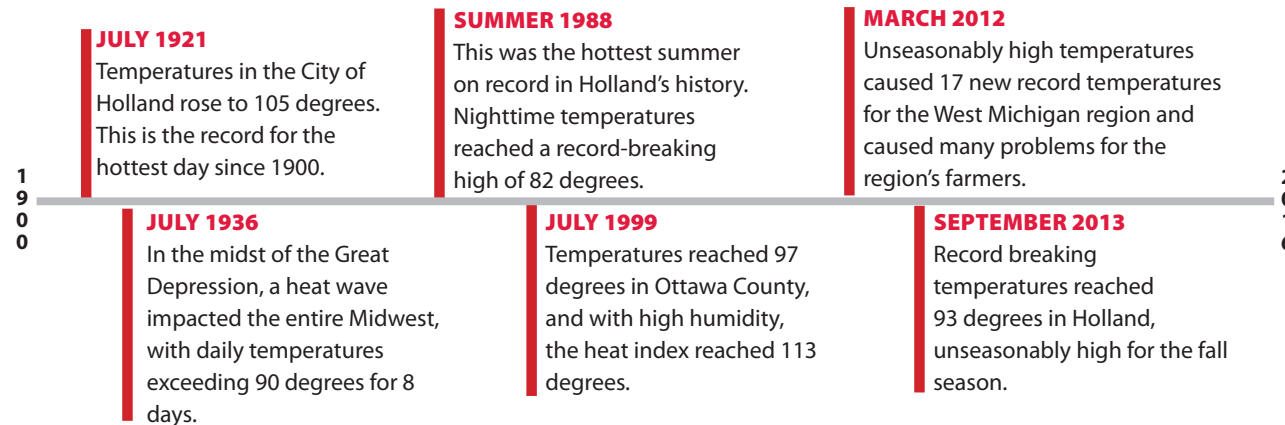 JULY 1921
Temperatures in the City of
Holland rose to 105 degrees.
This is the record for the
hottest day since 1900.
SUMMER 1988
This was the hottest summer
on record in Holland's history.
Nighttime temperatures
reached a record-breaking
high of 82 degrees.
MARCH 2012
Unseasonably high temperatures
caused 17 new record temperatures
for the West Michigan region and
caused many problems for the
region's farmers.
1
9
0
0
JULY 1936
In the midst of the Great
Depression, a heat wave
impacted the entire Midwest,
with daily temperatures
exceeding 90 degrees for 8
days.
JULY 1999
Temperatures reached 97
degrees in Ottawa County,
and with high humidity,
the heat index reached 113
degrees.
SEPTEMBER 2013
Record breaking
temperatures reached
93 degrees in Holland,
unseasonably high for the fall
season.